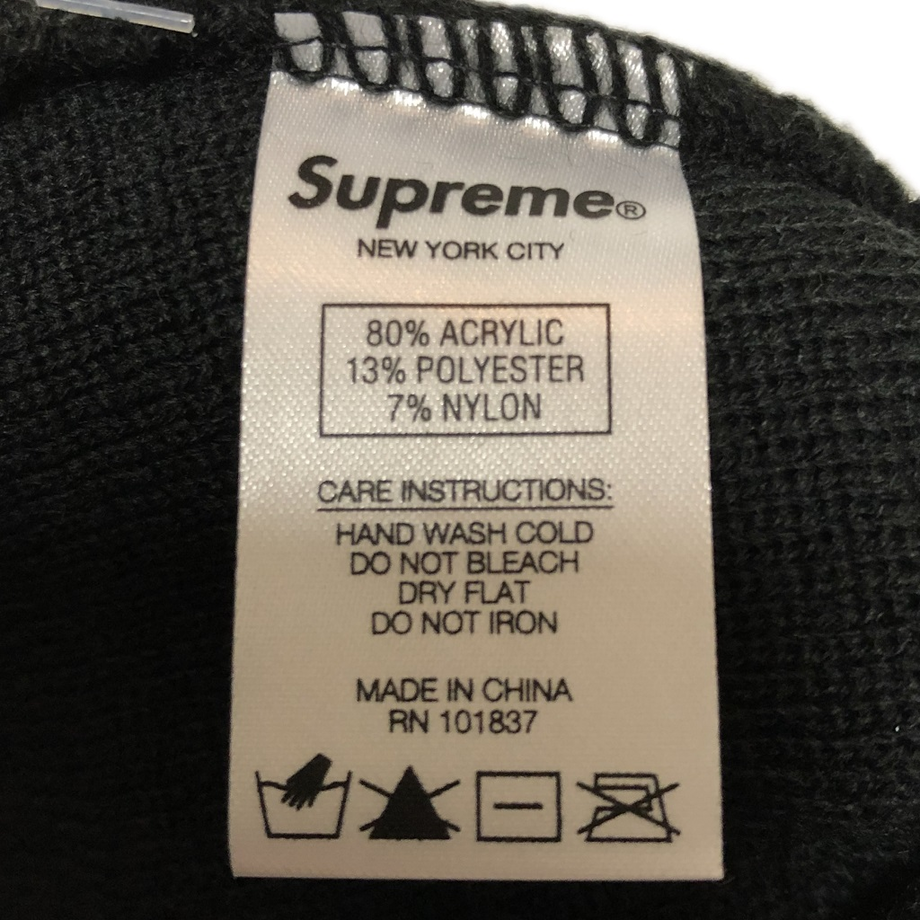 Supreme®
NEW YORK CITY
80% ACRYLIC
13% POLYESTER
7% NYLON
CARE INSTRUCTIONS:
HAND WASH COLD
DO NOT BLEACH
DRY FLAT
DO NOT IRON
MADE IN CHINA
RN 101837